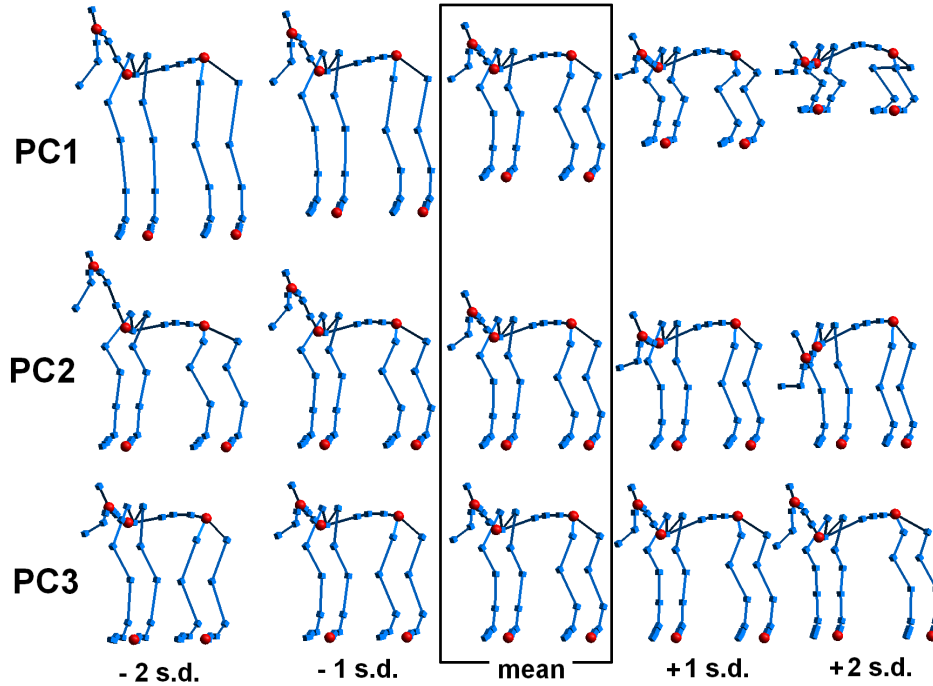 PC1
PC2
PC3
- 2 s.d.
- 1 s.d.
mean
+1 s.d.
+2 s.d.